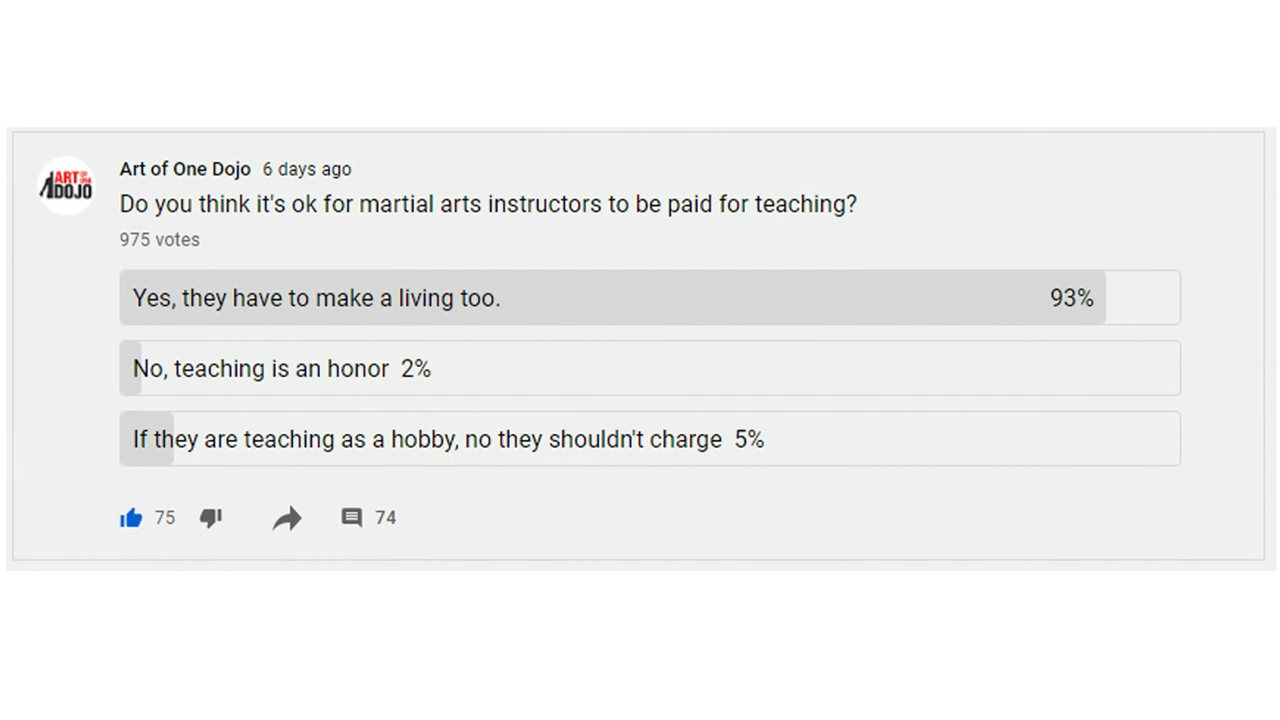 ART OF ONE
DOJO
Art of One Dojo 6 days ago
Do you think it's ok for martial arts instructors to be paid for teaching?
975 votes
Yes, they have to make a living too. 93%
No, teaching is an honor 2%
If they are teaching as a hobby, no they shouldn't charge 5%
75 74